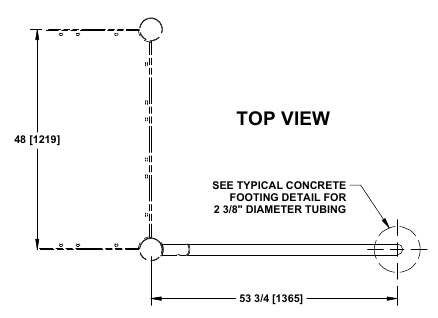 TOP VIEW
48 [1219]
SEE TYPICAL CONCRETE
FOOTING DETAIL FOR
2 3/8" DIAMETER TUBING
53 3/4 [1365]